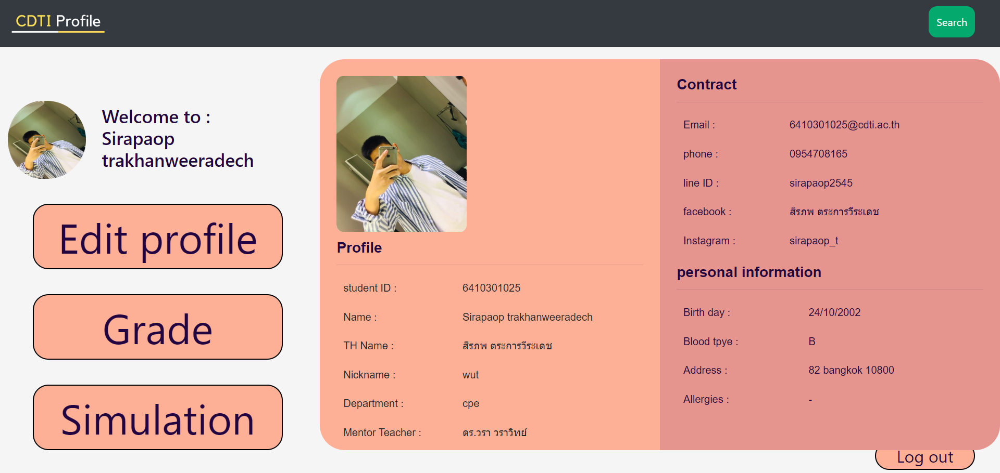 CDTI Profile
Search
Welcome to :
Sirapaop
trakhanweeradech
Edit profile
Grade
Simulation
Profile
student ID : 6410301025
Name : Sirapaop trakhanweeradech
TH Name : สิรภพ ตระการวีระเดช
Nickname : wut
Department : cpe
Mentor Teacher : ดร.วรา วราวิทย์
Contract
Email : 6410301025@cdti.ac.th
phone : 0954708165
line ID : sirapaop2545
facebook : สิรภพ ตระการวีระเดช
Instagram : sirapaop_t
personal information
Birth day : 24/10/2002
Blood tpye : B
Address : 82 bangkok 10800
Allergies : -
Log out